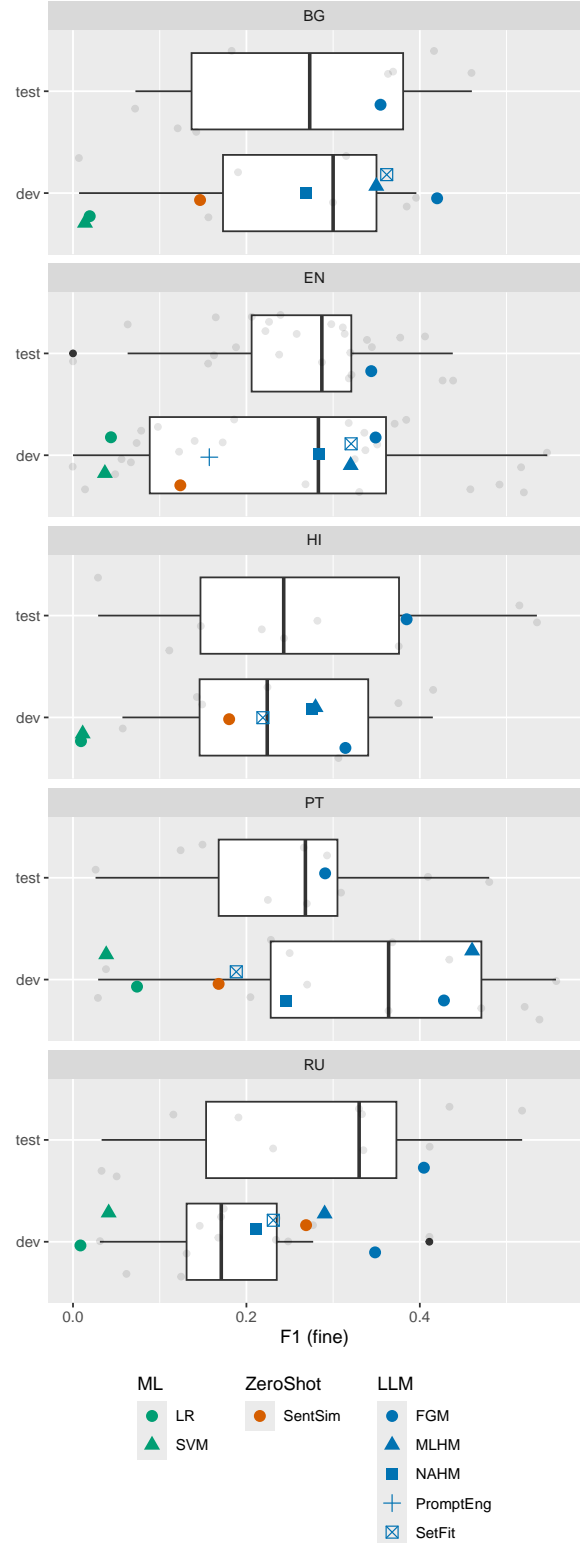 BG
test
dev
EN
test
dev
HI
test
dev
PT
test
dev
RU
test
dev
0.0 0.2 0.4
F1 (fine)
ML ZeroShot LLM
LR SentSim FGM
SVM MLHM
NAHM
PromptEng
SetFit